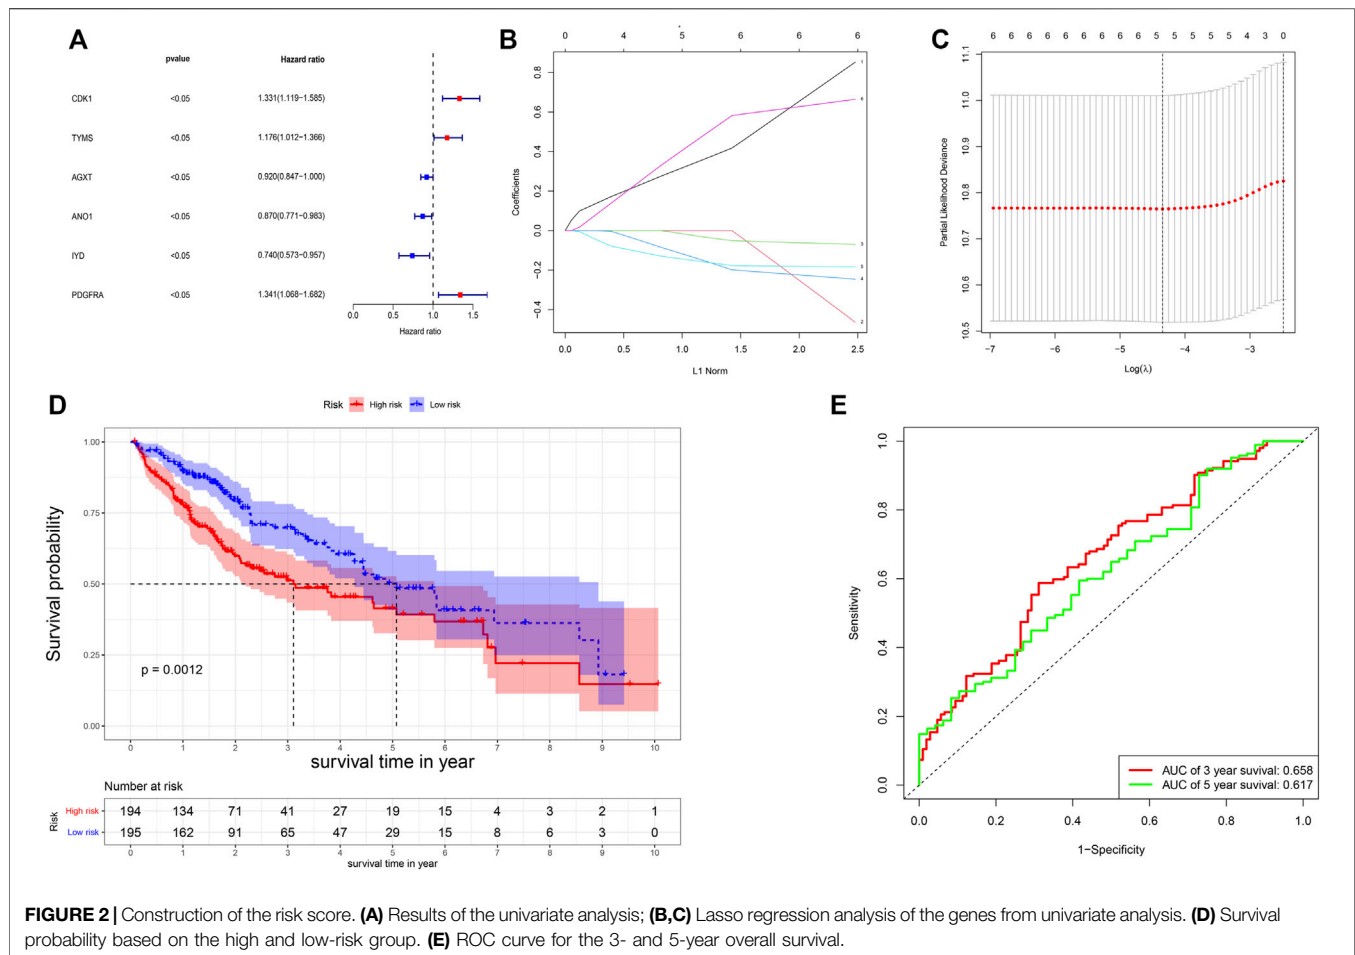 A
pvalue Hazard ratio
CDK1 <0.05 1.331(1.119−1.585)
TYMS <0.05 1.176(1.012−1.366)
AGXT <0.05 0.920(0.847−1.000)
ANO1 <0.05 0.870(0.771−0.983)
IYD <0.05 0.740(0.573−0.957)
PDGFRA <0.05 1.341(1.068−1.682)
0.0 0.5 1.0 1.5
Hazard ratio
B
0 4 5 6 6
Coefficients
0.8
0.6
0.4
0.2
0.0
−0.2
−0.4
1
6
3
5
4
2
0.0 0.5 1.0 1.5 2.0 2.5
L1 Norm
C
6 6 6 6 6 6 6 6 6 5 5 5 5 5 4 3 0
Partial Likelihood Deviance
11.1
11.0
10.9
10.8
10.7
10.6
10.5
−7 −6 −5 −4 −3
Log(λ)
D
Risk High risk Low risk
Survival probability
1.00
0.75
0.50
0.25
0.00
p = 0.0012
0 1 2 3 4 5 6 7 8 9 10
survival time in year
Number at risk
Risk
High risk 194 134 71 41 27 19 15 4 3 2 1
Low risk 195 162 91 65 47 29 15 8 6 3 0
0 1 2 3 4 5 6 7 8 9 10
survival time in year
E
Sensitivity
1.0
0.8
0.6
0.4
0.2
0.0
AUC of 3 year suvival: 0.658
AUC of 5 year suvival: 0.617
0.0 0.2 0.4 0.6 0.8 1.0
1−Specificity
FIGURE 2 | Construction of the risk score. (A) Results of the univariate analysis; (B,C) Lasso regression analysis of the genes from univariate analysis. (D) Survival
probability based on the high and low-risk group. (E) ROC curve for the 3- and 5-year overall survival.